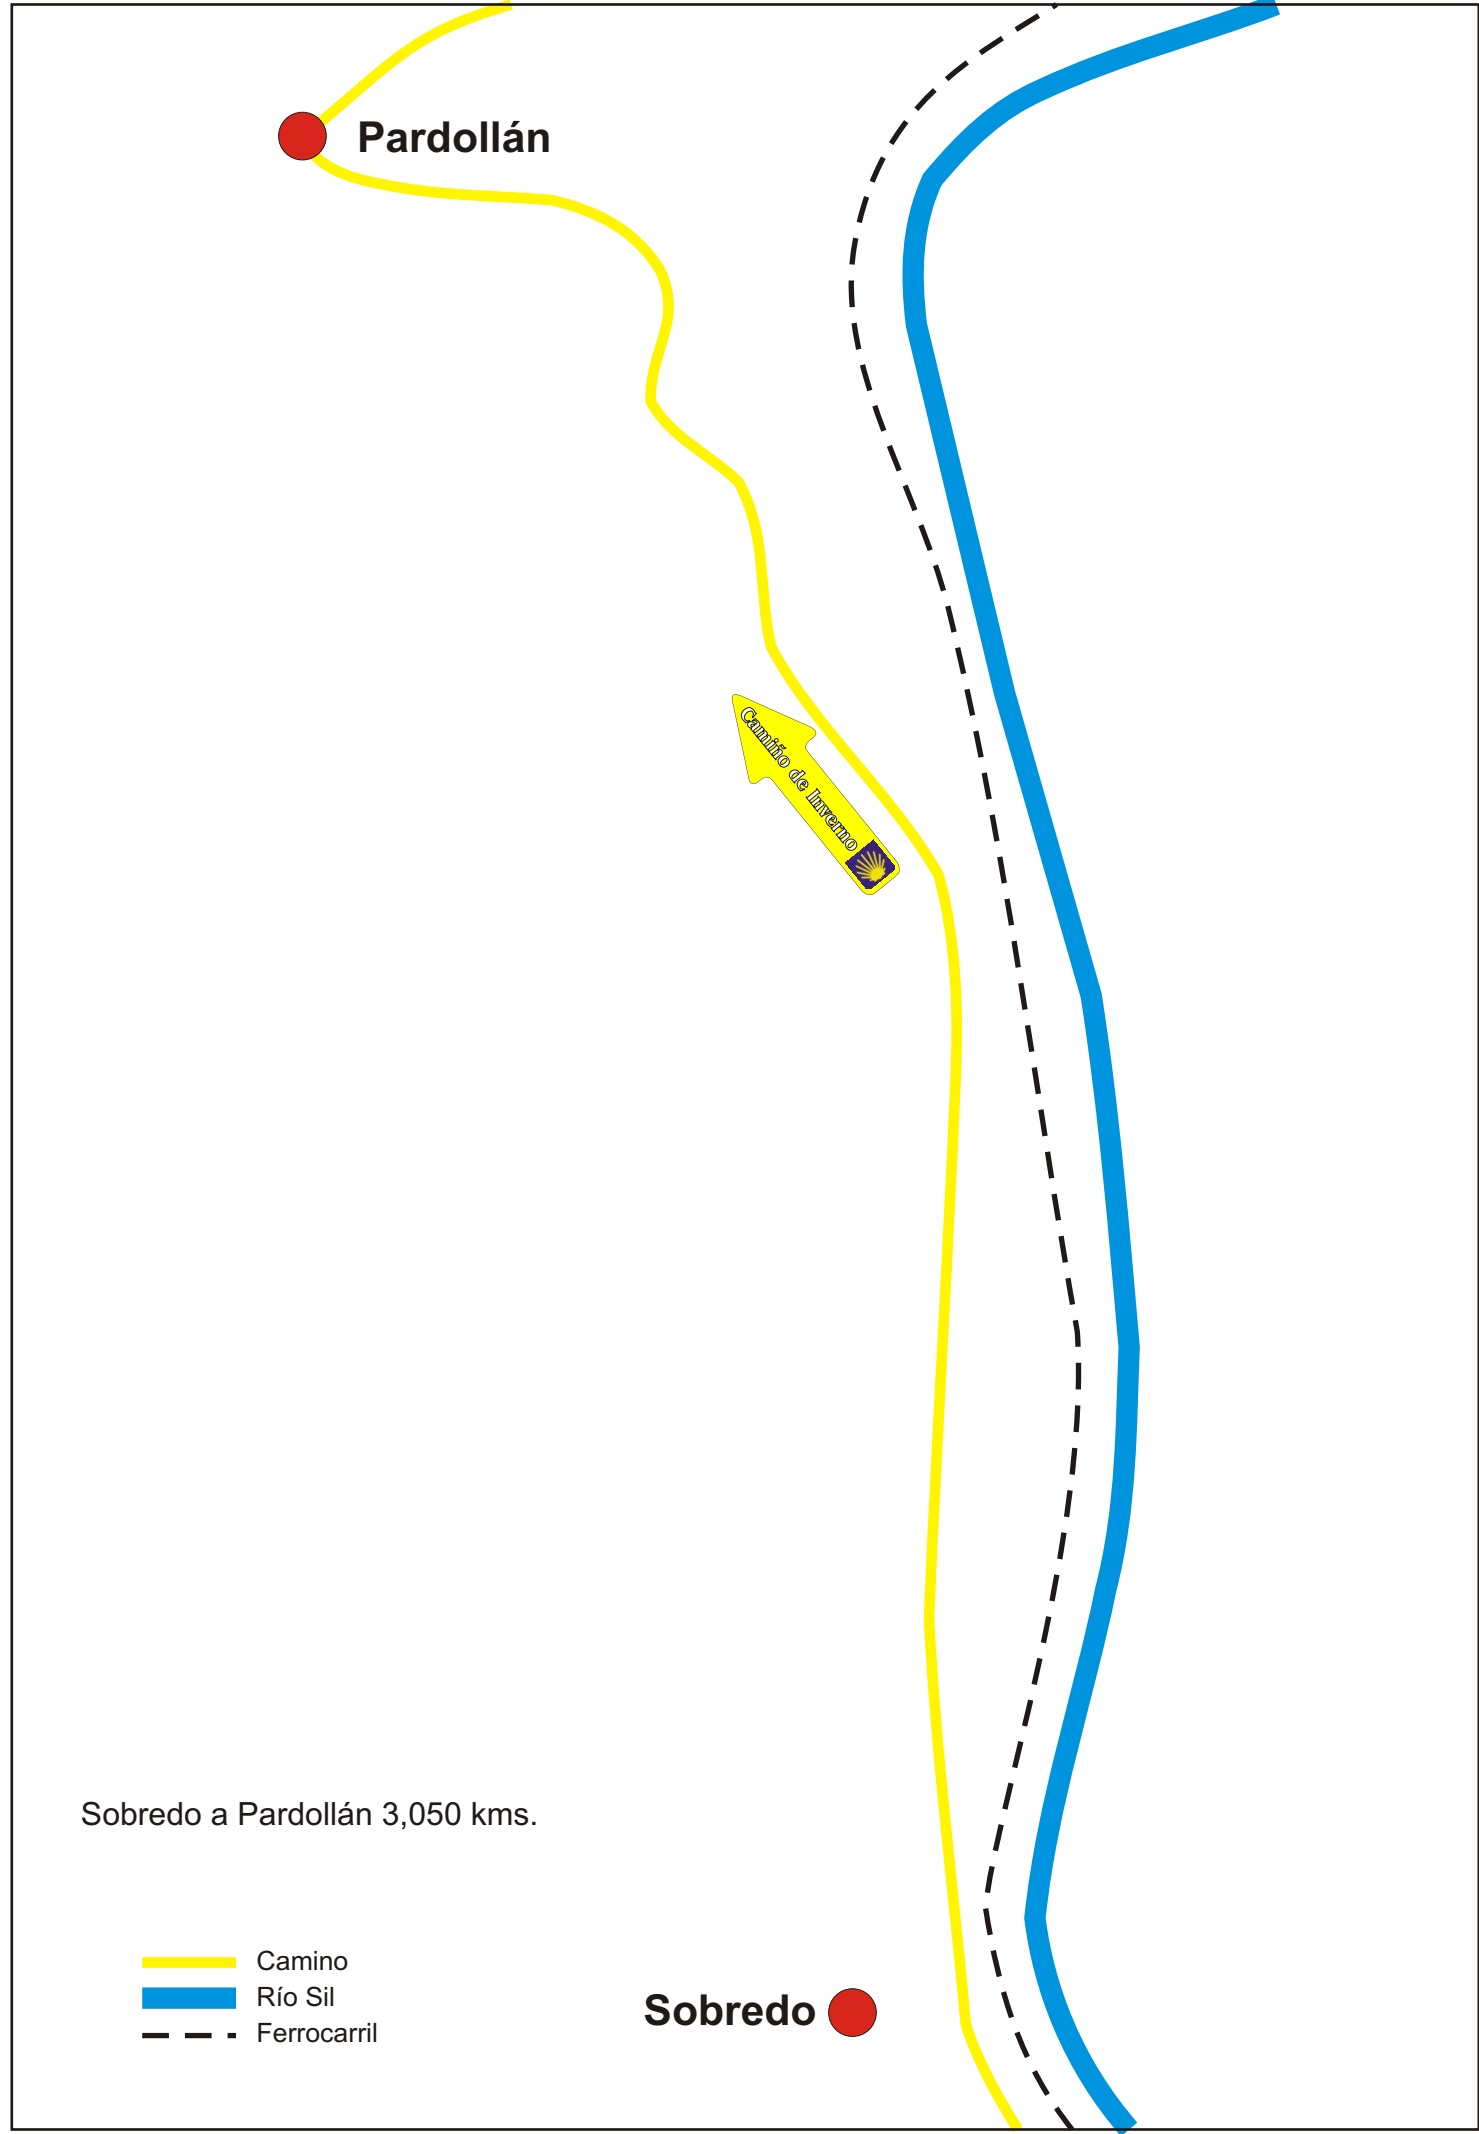 Pardollán
Camiño de Inverno
Sobredo a Pardollán 3,050 kms.
Camino
Río Sil
Ferrocarril
Sobredo